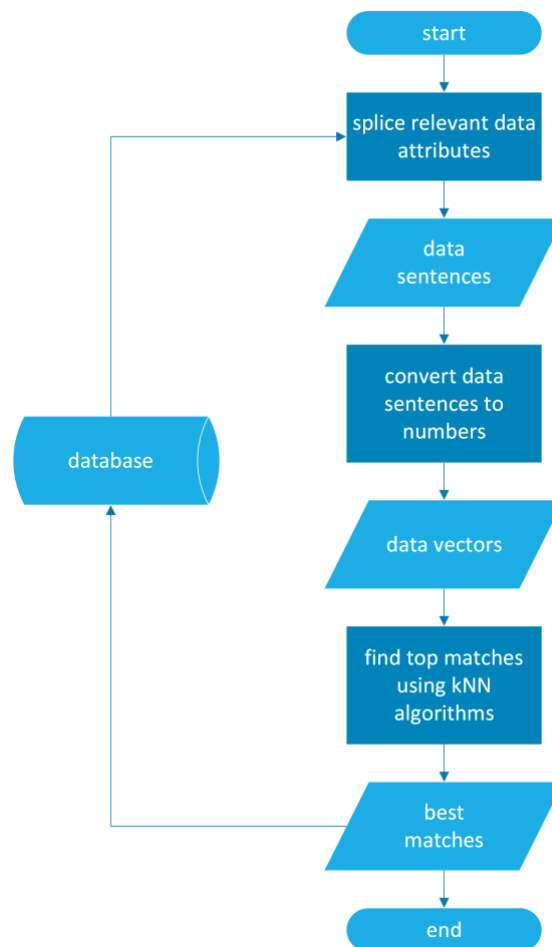 start
splice relevant data
attributes
data
sentences
convert data
sentences to
numbers
database
data vectors
find top matches
using kNN
algorithms
best
matches
end